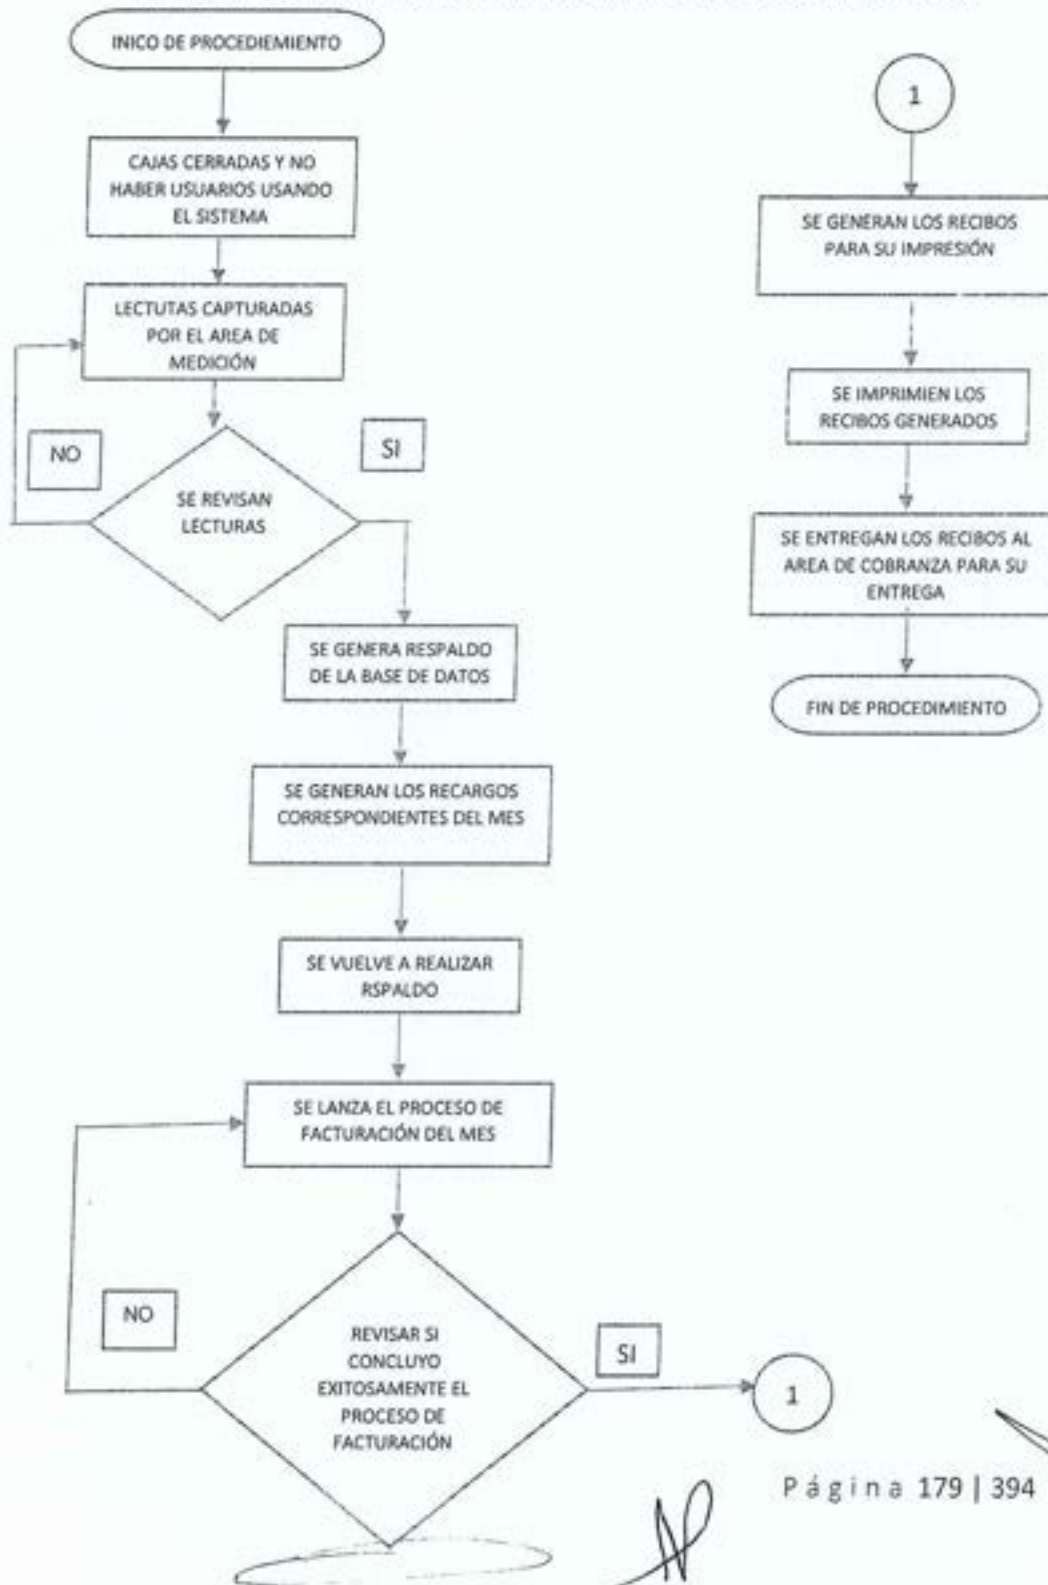 INICO DE PROCEDIEMIENTO
CAJAS CERRADAS Y NO
HABER USUARIOS USANDO
EL SISTEMA
LECTUTAS CAPTURADAS
POR EL AREA DE
MEDICIÓN
NO
SI
SE REVISAN
LECTURAS
SE GENERA RESPALDO
DE LA BASE DE DATOS
SE GENERAN LOS RECARGOS
CORRESPONDIENTES DEL MES
SE VUELVE A REALIZAR
RSPALDO
SE LANZA EL PROCESO DE
FACTURACIÓN DEL MES
NO
REVISAR SI
CONCLUYO
EXITOSAMENTE EL
PROCESO DE
FACTURACIÓN
SI
1
1
SE GENERAN LOS RECIBOS
PARA SU IMPRESIÓN
SE IMPRIMIEN LOS
RECIBOS GENERADOS
SE ENTREGAN LOS RECIBOS AL
AREA DE COBRANZA PARA SU
ENTREGA
FIN DE PROCEDIMIENTO
Página 179 | 394